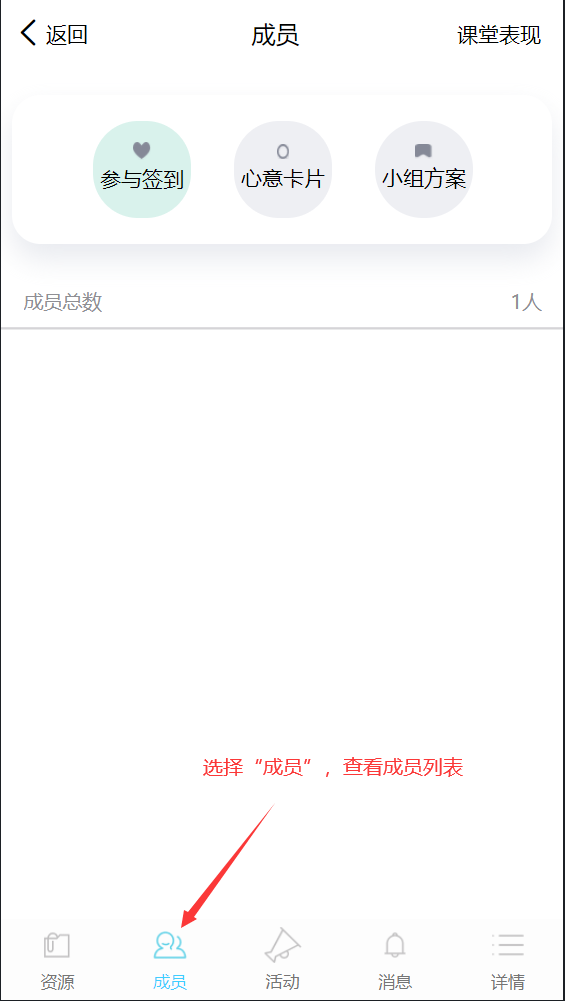 返回
成员
课堂表现
参与签到
心意卡片
小组方案
成员总数
1人
选择“成员”，查看成员列表
资源
成员
活动
消息
详情